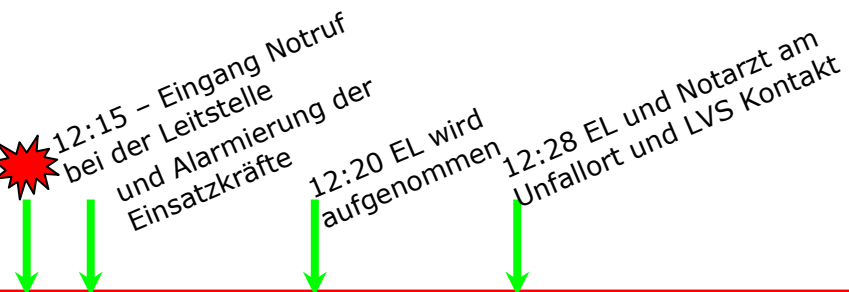 12:15 – Eingang Notruf
bei der Leitstelle
und Alarmierung der
Einsatzkräfte
12:20 EL wird
aufgenommen
12:28 EL und Notarzt am
Unfallort und LVS Kontakt